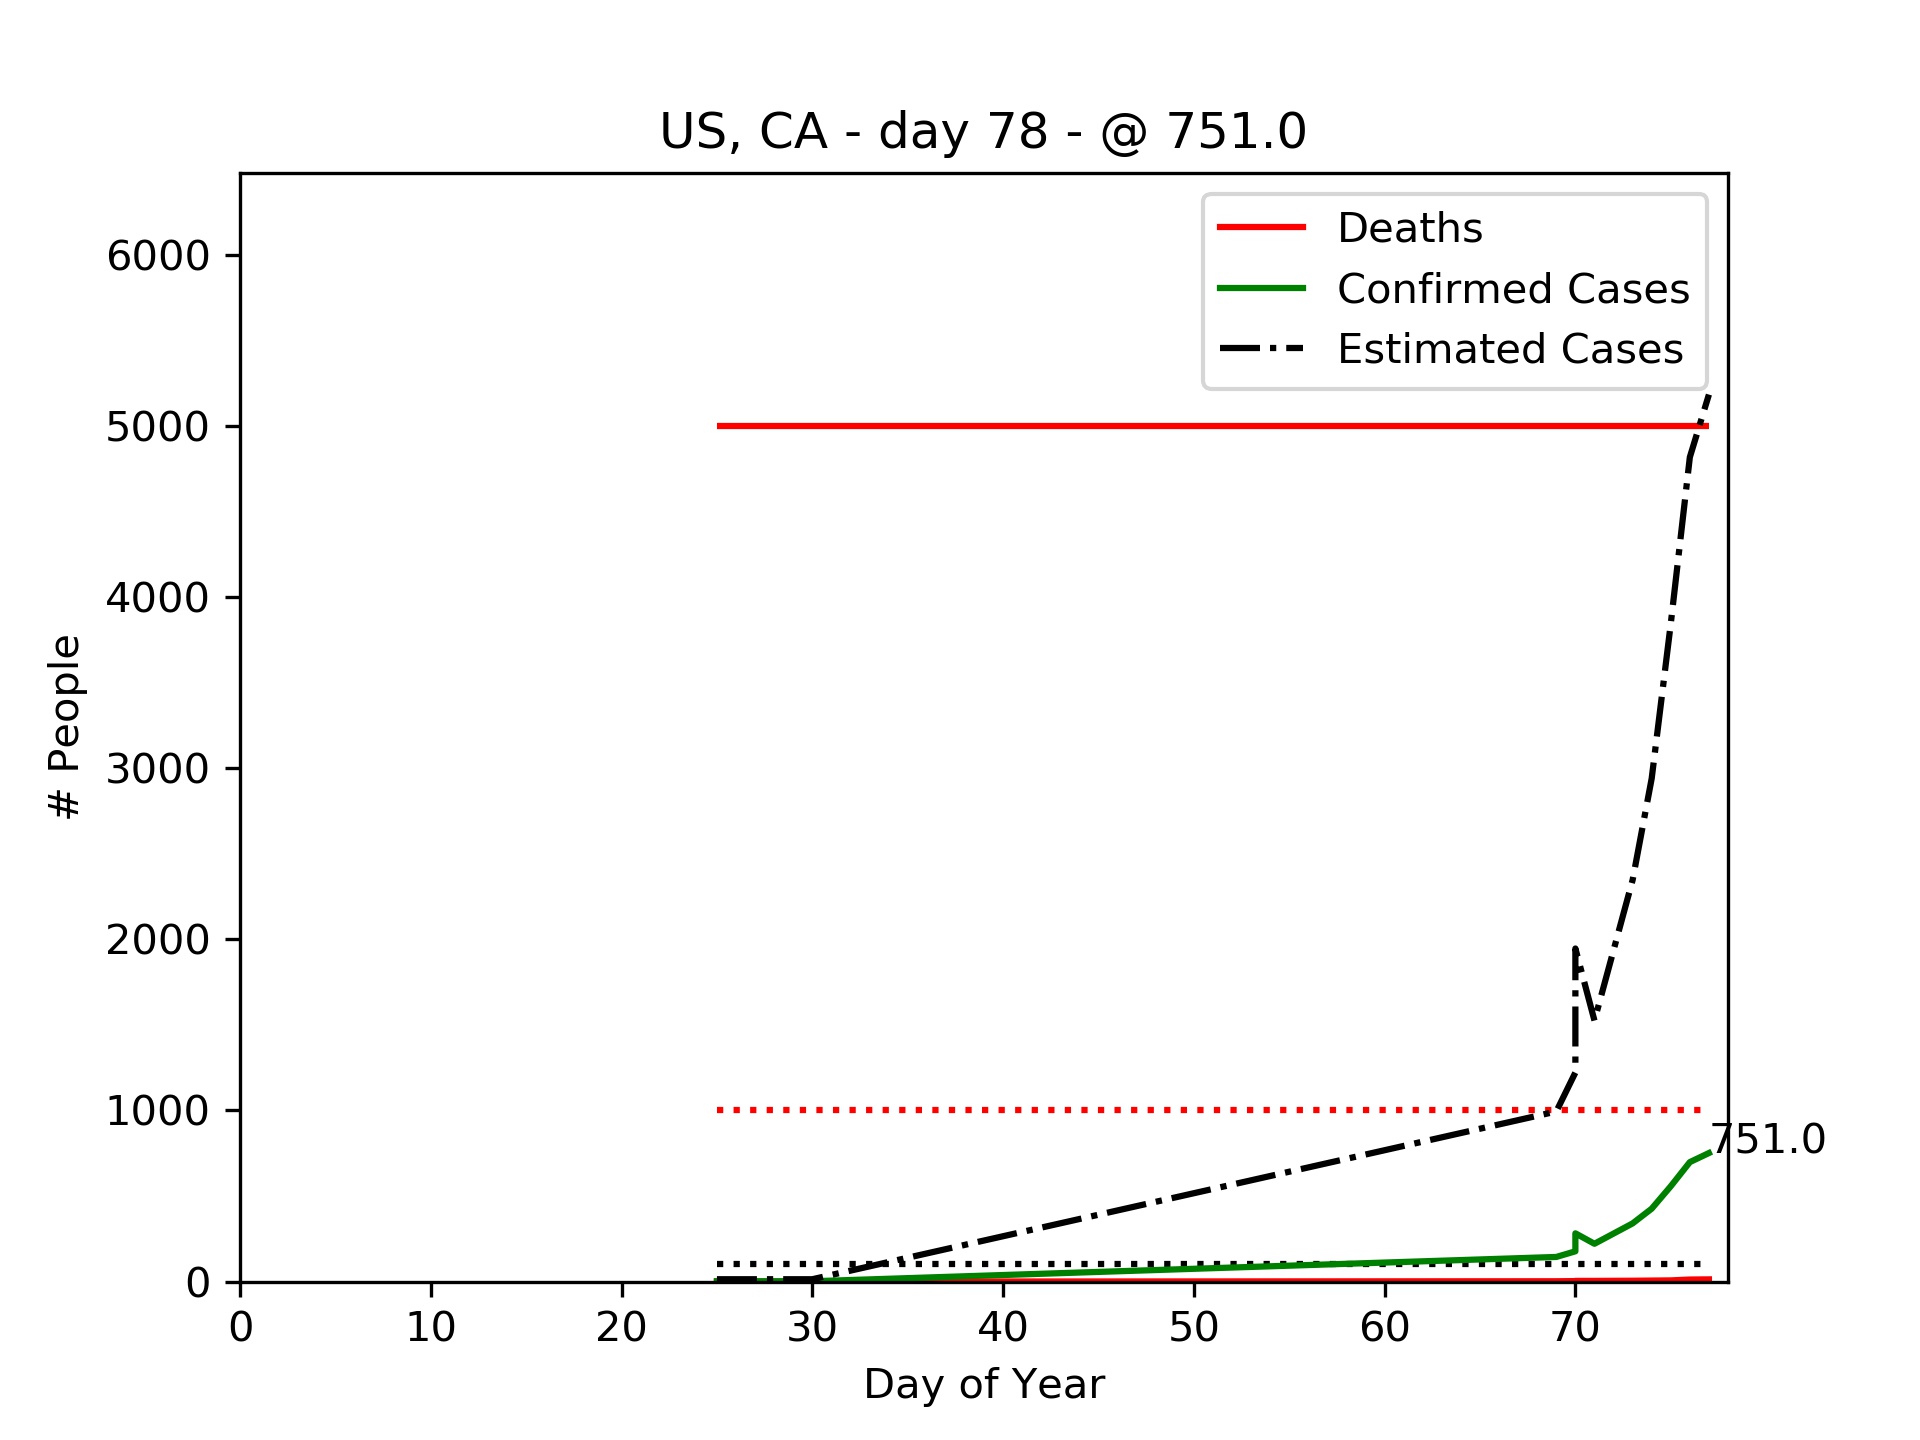 US, CA - day 78 - @ 751.0
Deaths
Confirmed Cases
Estimated Cases
6000
5000
4000
3000
2000
1000
0
# People
751.0
0 10 20 30 40 50 60 70
Day of Year